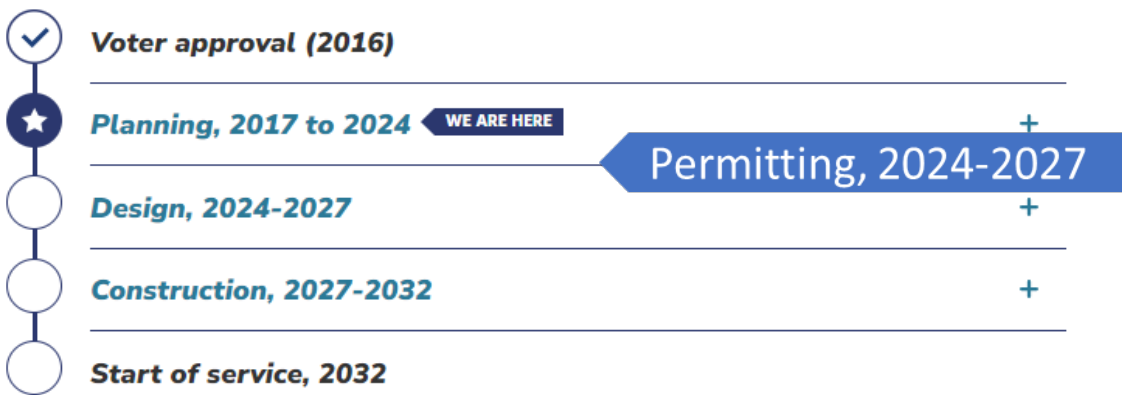 Voter approval (2016)
Planning, 2017 to 2024 WE ARE HERE +
Permitting, 2024-2027
Design, 2024-2027 +
Construction, 2027-2032 +
Start of service, 2032